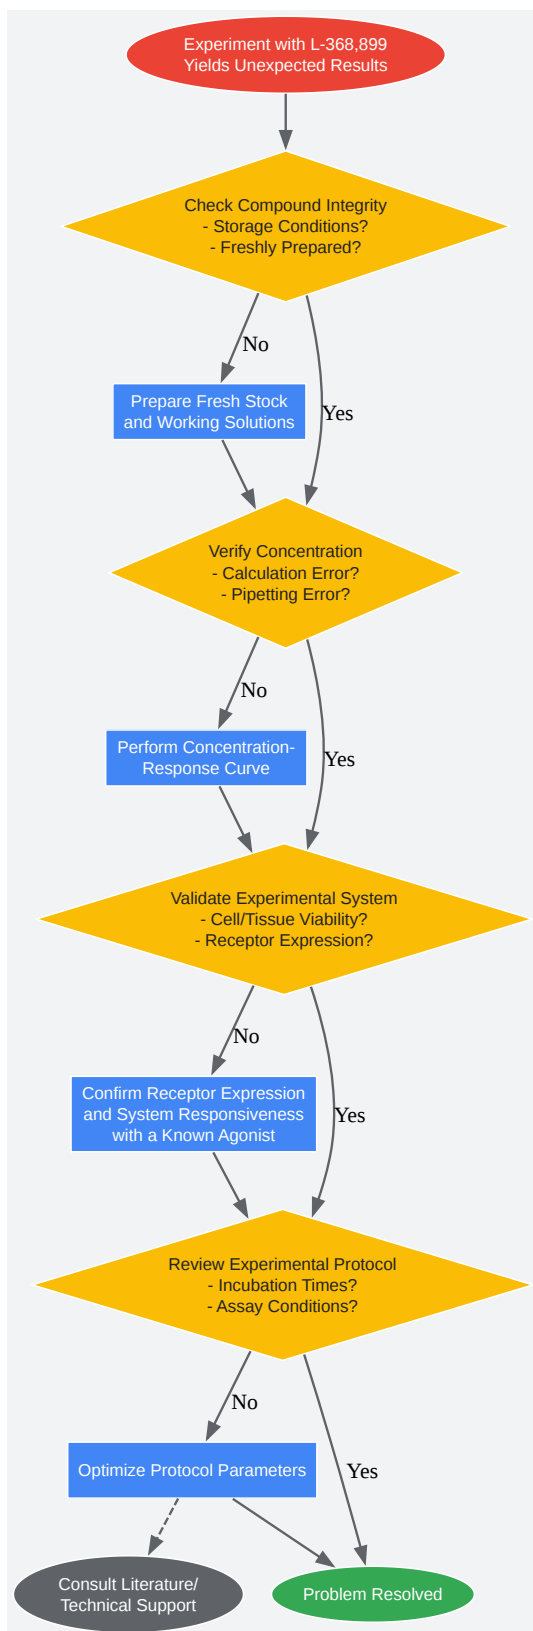 Experiment with L-368,899
Yields Unexpected Results
Check Compound Integrity
- Storage Conditions?
- Freshly Prepared?
No
Yes
Prepare Fresh Stock
and Working Solutions
Verify Concentration
- Calculation Error?
- Pipetting Error?
No
Yes
Perform Concentration-
Response Curve
Validate Experimental System
- Cell/Tissue Viability?
- Receptor Expression?
No
Yes
Confirm Receptor Expression
and System Responsiveness
with a Known Agonist
Review Experimental Protocol
- Incubation Times?
- Assay Conditions?
No
Yes
Optimize Protocol Parameters
Consult Literature/
Technical Support
Problem Resolved